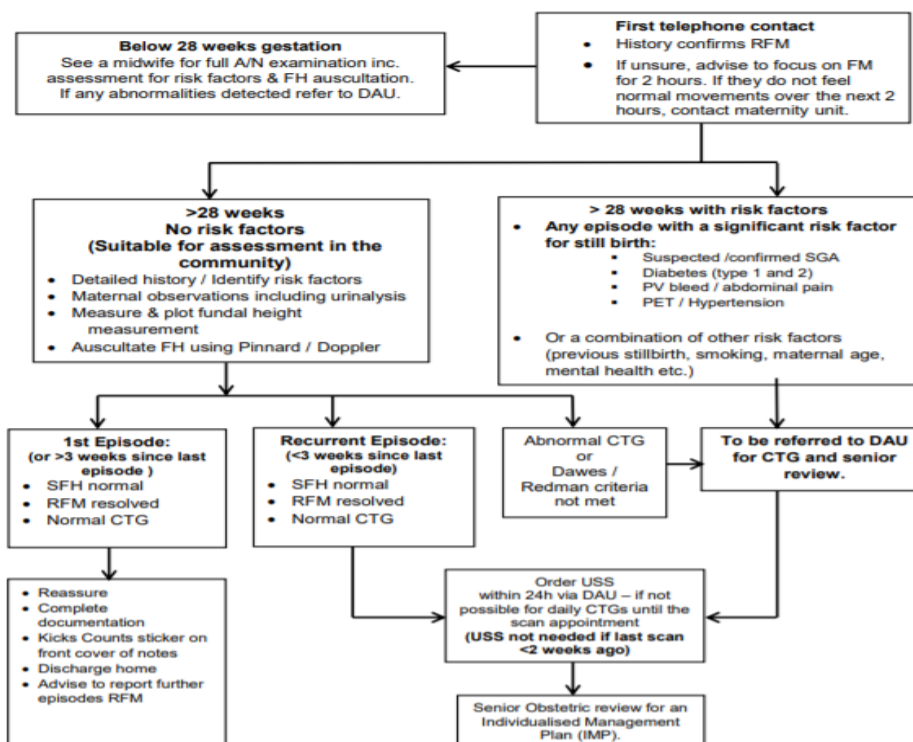 First telephone contact
• History confirms RFM
• If unsure, advise to focus on FM
for 2 hours. If they do not feel
normal movements over the next 2
hours, contact maternity unit.
Below 28 weeks gestation
See a midwife for full A/N examination inc.
assessment for risk factors & FH auscultation.
If any abnormalities detected refer to DAU.
>28 weeks
No risk factors
(Suitable for assessment in the
community)
• Detailed history / Identify risk factors
• Maternal observations including urinalysis
• Measure & plot fundal height
measurement
• Auscultate FH using Pinnard / Doppler
> 28 weeks with risk factors
• Any episode with a significant risk factor
for still birth:
▪ Suspected /confirmed SGA
▪ Diabetes (type 1 and 2)
▪ PV bleed / abdominal pain
▪ PET / Hypertension
• Or a combination of other risk factors
(previous stillbirth, smoking, maternal age,
mental health etc.)
1st Episode:
(or >3 weeks since last
episode )
• SFH normal
• RFM resolved
• Normal CTG
Recurrent Episode:
(<3 weeks since last
episode)
• SFH normal
• RFM resolved
• Normal CTG
Abnormal CTG
or
Dawes /
Redman criteria
not met
To be referred to DAU
for CTG and senior
review.
• Reassure
• Complete
documentation
• Kicks Counts sticker on
front cover of notes
• Discharge home
• Advise to report further
episodes RFM
Order USS
within 24h via DAU – if not
possible for daily CTGs until the
scan appointment
(USS not needed if last scan
<2 weeks ago)
Senior Obstetric review for an
Individualised Management
Plan (IMP).